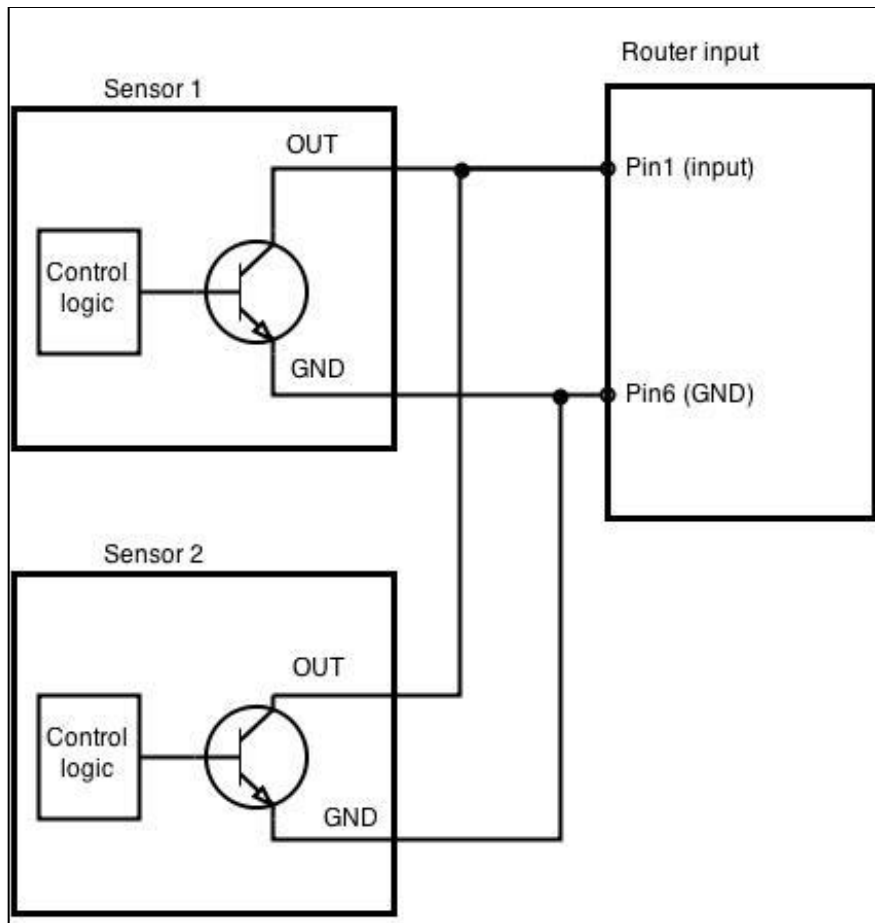 Router input
Sensor 1
OUT
Pin1 (input)
Control
logic
GND
Pin6 (GND)
Sensor 2
OUT
Control
logic
GND